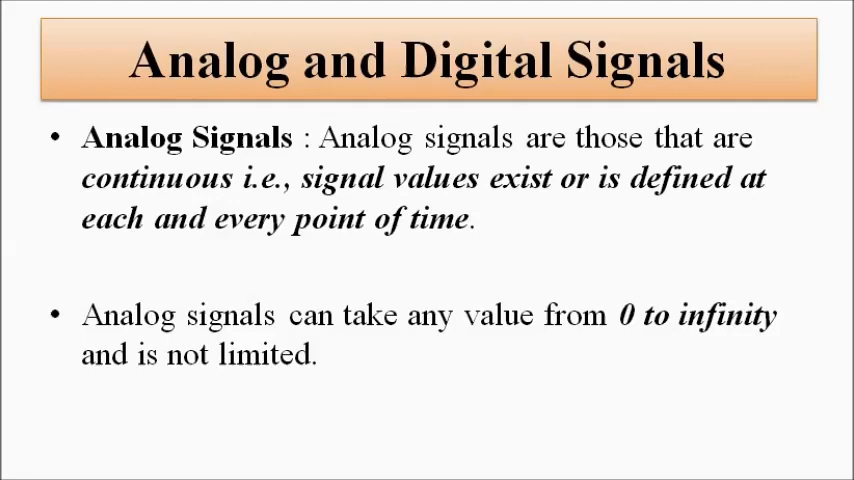 Analog and Digital Signals
• Analog Signals : Analog signals are those that are
continuous i.e., signal values exist or is defined at
each and every point of time.
• Analog signals can take any value from 0 to infinity
and is not limited.